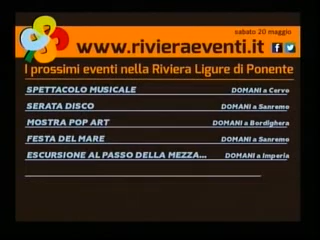 sabato 20 maggio
www.rivieraeventi.it
I prossimi eventi nella Riviera Ligure di Ponente
SPETTACOLO MUSICALE DOMANI a Cervo
SERATA DISCO DOMANI a Sanremo
MOSTRA POP ART DOMANI a Bordighera
FESTA DEL MARE DOMANI a Sanremo
ESCURSIONE AL PASSO DELLA MEZZA... DOMANI a Imperia